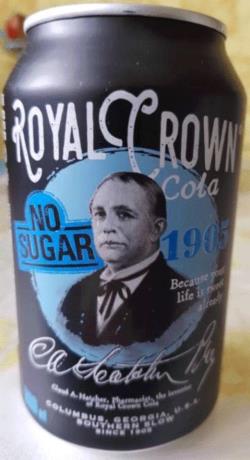 ROYAL CROWN
Cola
NO
SUGAR
1905
Because your
life is sweet
already
Claud A. Hatcher, Pharmacist, the inventor
of Royal Crown Cola
COLUMBUS, GEORGIA, U.S.A.
SOUTHERN SLOW
SINCE 1905